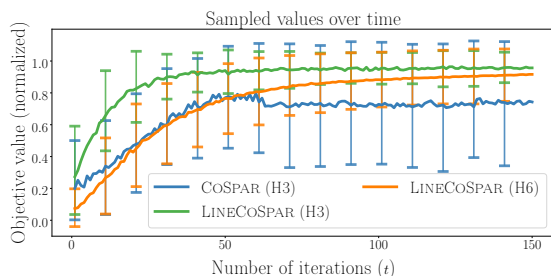 Sampled values over time
Objective value (normalized)
1.0
0.8
0.6
0.4
0.2
0.0
COSPAR (H3)
LINECOSPAR (H3)
LINECOSPAR (H6)
0
50
100
150
Number of iterations (t)